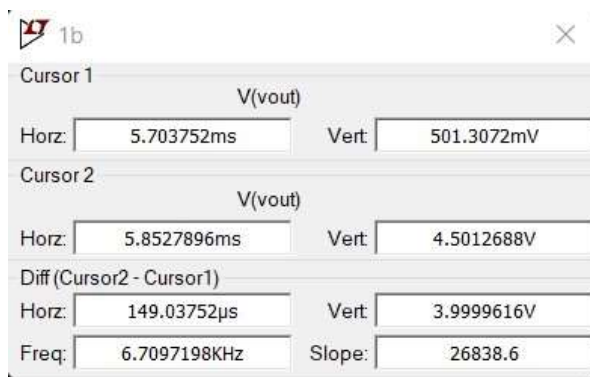 1b
Cursor 1
V(vout)
Horz: 5.703752ms Vert: 501.3072mV
Cursor 2
V(vout)
Horz: 5.8527896ms Vert: 4.5012688V
Diff (Cursor2 - Cursor1)
Horz: 149.03752µs Vert: 3.9999616V
Freq: 6.7097198KHz Slope: 26838.6